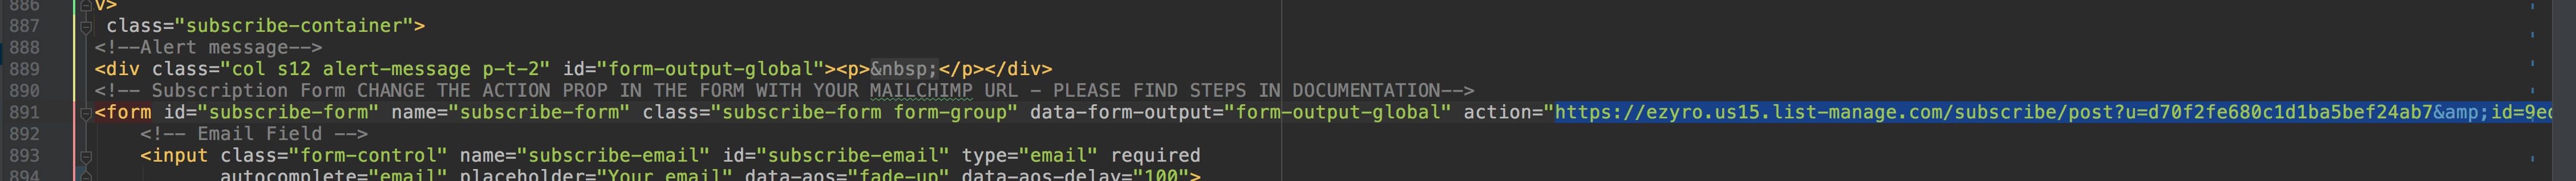 886 v>
887 class="subscribe-container">
888 <!--Alert message-->
889 <div class="col s12 alert-message p-t-2" id="form-output-global"><p>&nbsp;</p></div>
890 <!-- Subscription Form CHANGE THE ACTION PROP IN THE FORM WITH YOUR MAILCHIMP URL - PLEASE FIND STEPS IN DOCUMENTATION-->
891 <form id="subscribe-form" name="subscribe-form" class="subscribe-form form-group" data-form-output="form-output-global" action="https://ezyro.us15.list-manage.com/subscribe/post?u=d70f2fe680c1d1ba5bef24ab7&amp;id=9ed
892 <!-- Email Field -->
893 <input class="form-control" name="subscribe-email" id="subscribe-email" type="email" required
894 autocomplete="email" placeholder="Your email" data-aos="fade-up" data-aos-delay="100">